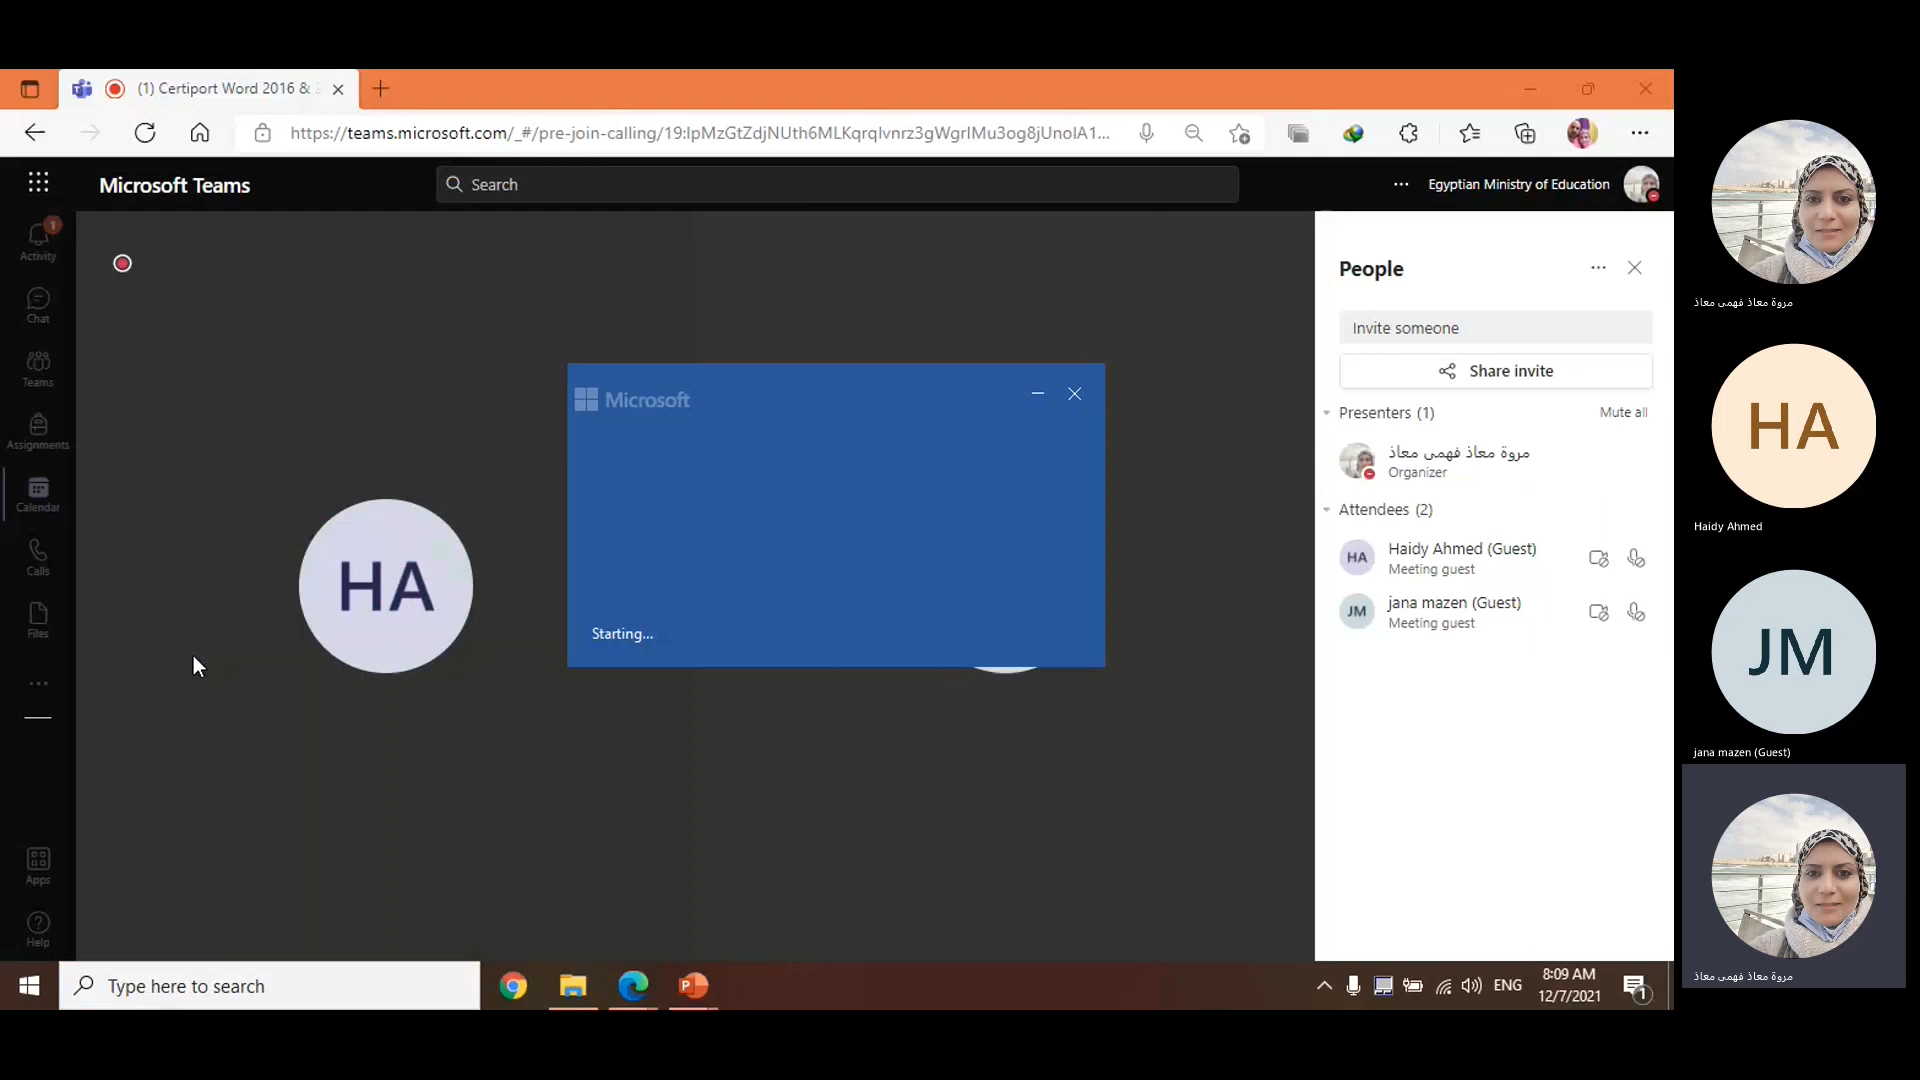 (1) Certiport Word 2016 &
https://teams.microsoft.com/_#/pre-join-calling/19:IpMzGtZdjNUth6MLKqrqIvnrz3gWgrIMu3og8jUnoIA1...
Microsoft Teams
Search
Egyptian Ministry of Education
1
Activity
Chat
Teams
Assignments
Calendar
Calls
Files
Apps
Help
HA
Microsoft
Starting...
People
Invite someone
Share invite
Presenters (1)
Mute all
مروة معاذ فهمى معاذ
Organizer
Attendees (2)
HA
Haidy Ahmed (Guest)
Meeting guest
JM
jana mazen (Guest)
Meeting guest
Type here to search
P
ENG
8:09 AM
12/7/2021
1
مروة معاذ فهمى معاذ
HA
Haidy Ahmed
JM
jana mazen (Guest)
مروة معاذ فهمى معاذ